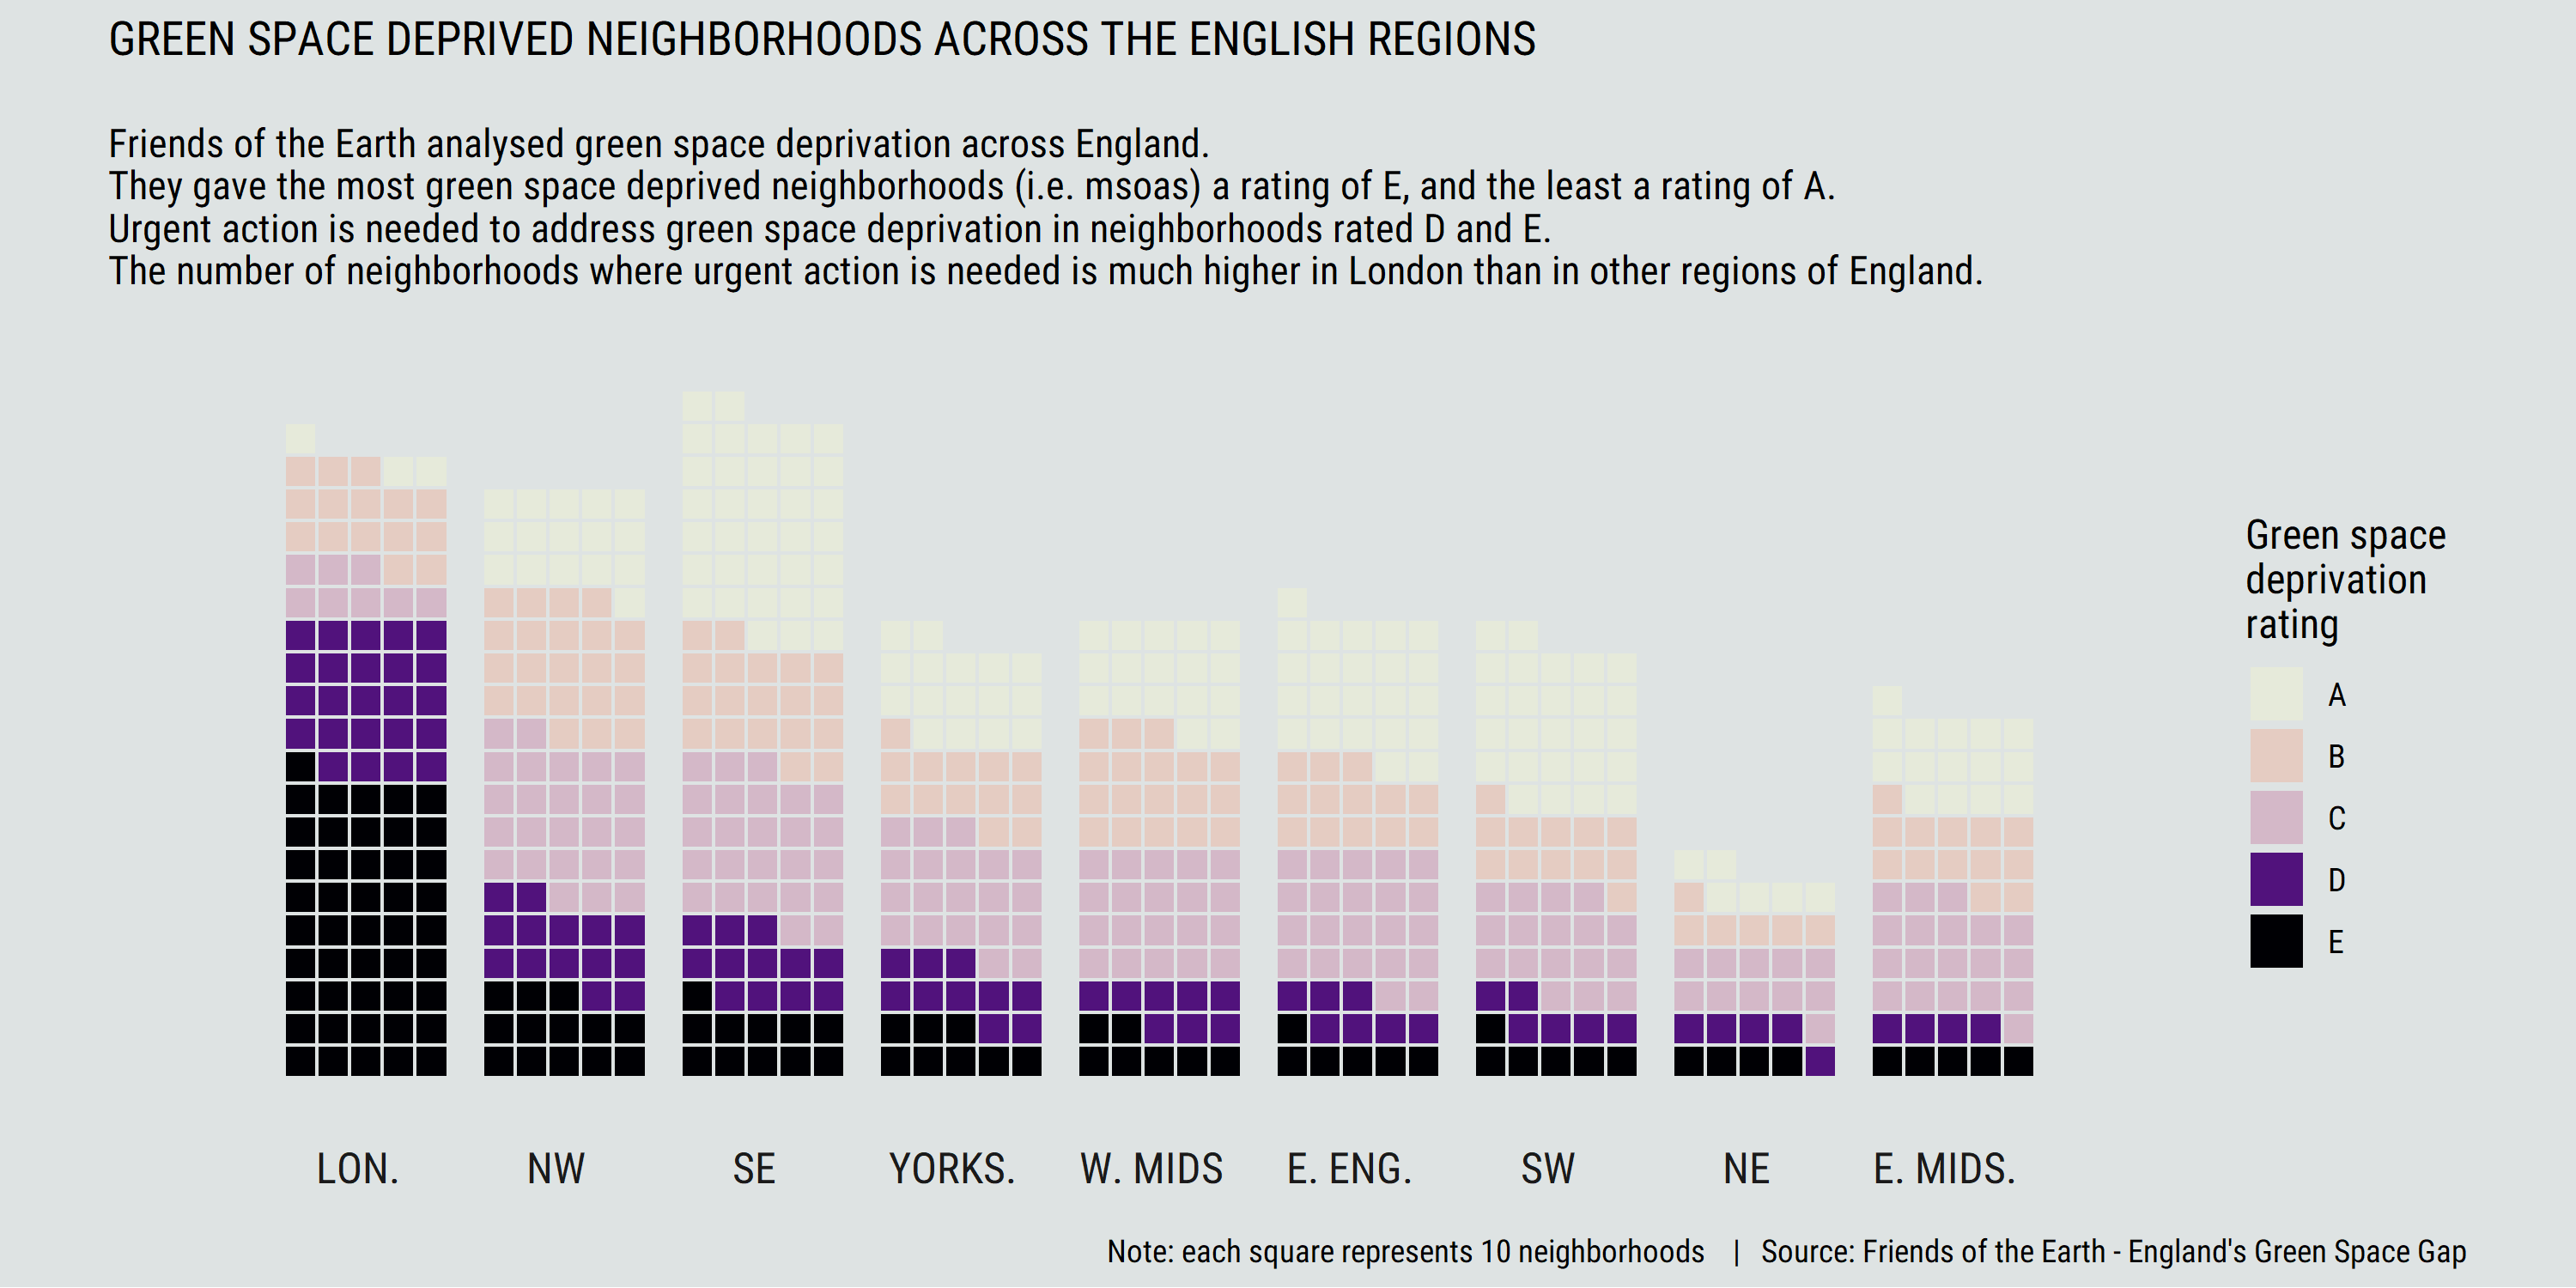 GREEN SPACE DEPRIVED NEIGHBORHOODS ACROSS THE ENGLISH REGIONS
Friends of the Earth analysed green space deprivation across England.
They gave the most green space deprived neighborhoods (i.e. msoas) a rating of E, and the least a rating of A.
Urgent action is needed to address green space deprivation in neighborhoods rated D and E.
The number of neighborhoods where urgent action is needed is much higher in London than in other regions of England.
Green space
deprivation
rating
A
B
C
D
E
LON. NW SE YORKS. W. MIDS E. ENG. SW NE E. MIDS.
Note: each square represents 10 neighborhoods | Source: Friends of the Earth - England's Green Space Gap